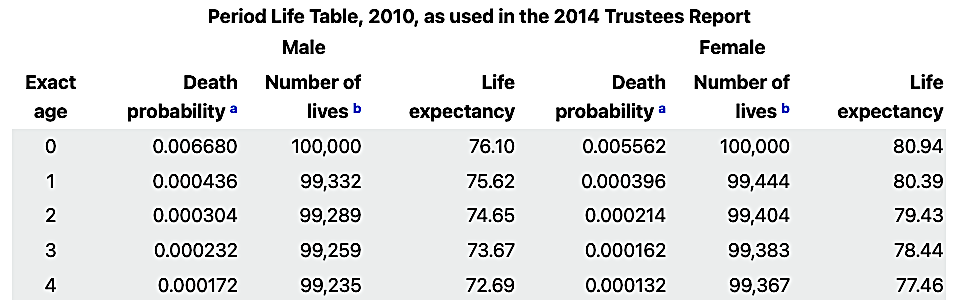 Period Life Table, 2010, as used in the 2014 Trustees Report
Male Female
Exact Death Number of Life Death Number of Life
age probability a lives b expectancy probability a lives b expectancy
0 0.006680 100,000 76.10 0.005562 100,000 80.94
1 0.000436 99,332 75.62 0.000396 99,444 80.39
2 0.000304 99,289 74.65 0.000214 99,404 79.43
3 0.000232 99,259 73.67 0.000162 99,383 78.44
4 0.000172 99,235 72.69 0.000132 99,367 77.46